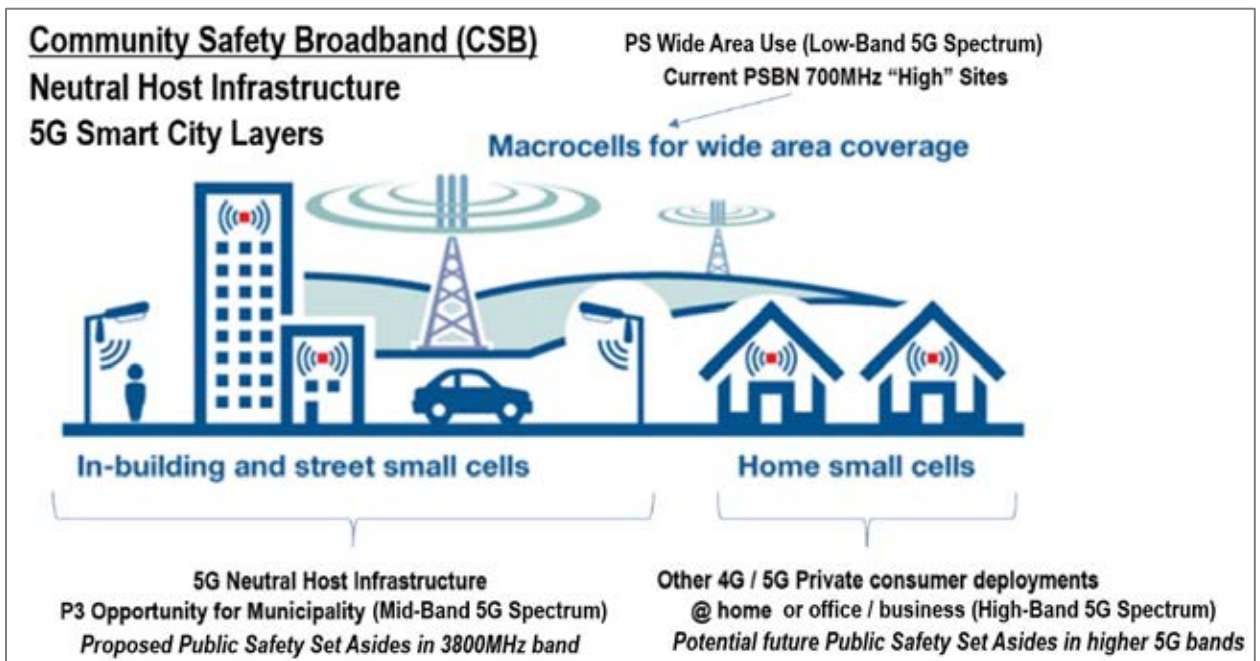 Community Safety Broadband (CSB)
Neutral Host Infrastructure
5G Smart City Layers
PS Wide Area Use (Low-Band 5G Spectrum)
Current PSBN 700MHz “High” Sites
Macrocells for wide area coverage
In-building and street small cells
Home small cells
5G Neutral Host Infrastructure
P3 Opportunity for Municipality (Mid-Band 5G Spectrum)
Proposed Public Safety Set Asides in 3800MHz band
Other 4G / 5G Private consumer deployments
@ home or office / business (High-Band 5G Spectrum)
Potential future Public Safety Set Asides in higher 5G bands